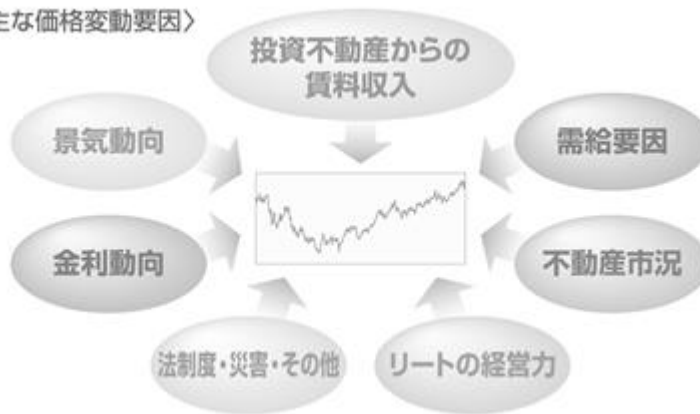 主な価格変動要因〉
投資不動産からの
賃料収入
景気動向
需給要因
金利動向
不動産市況
法制度・災害・その他
リートの経営力